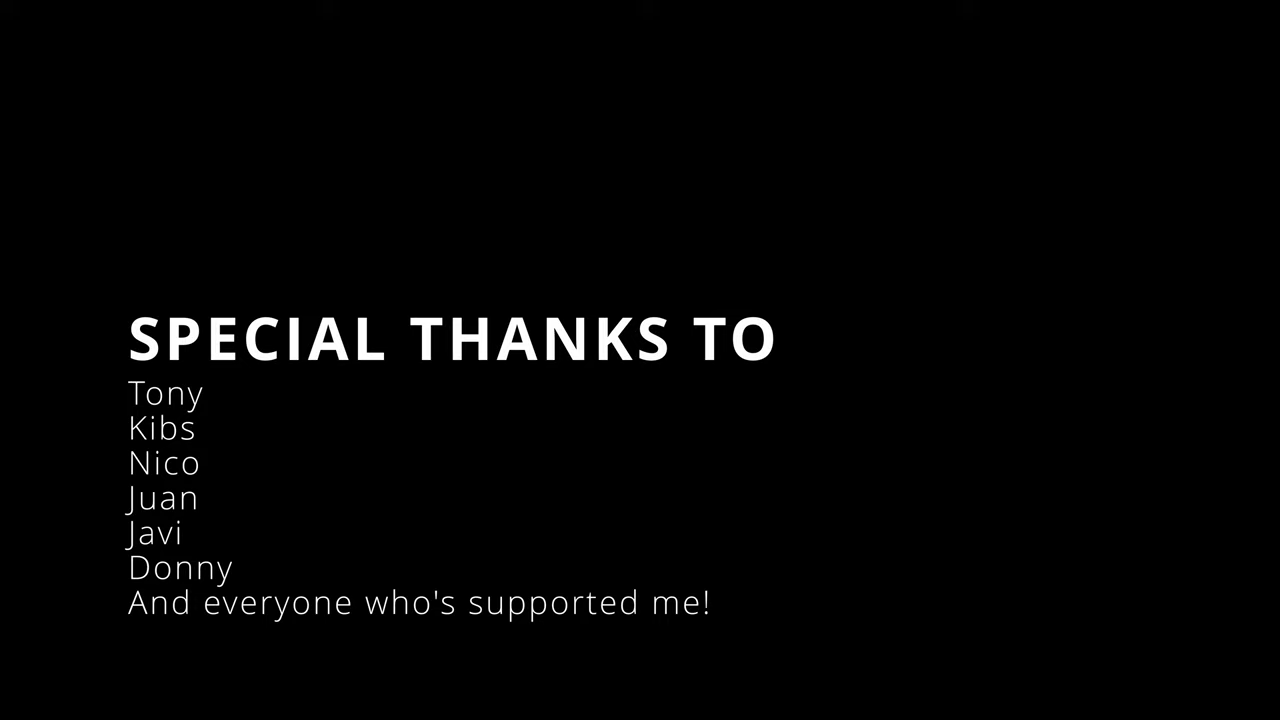 SPECIAL THANKS TO
Tony
Kibs
Nico
Juan
Javi
Donny
And everyone who's supported me!